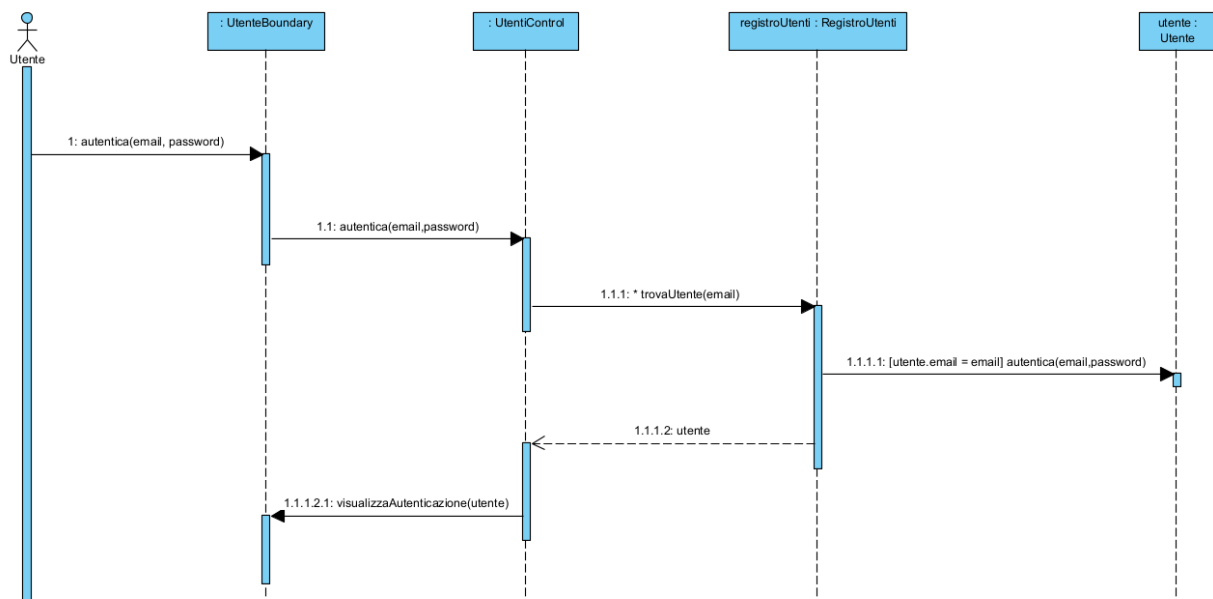 : UtenteBoundary
: UtentiControl
registroUtenti : RegistroUtenti
utente :
Utente
Utente
1: autentica(email, password)
1.1: autentica(email,password)
1.1.1: * trovaUtente(email)
1.1.1.1: [utente.email = email] autentica(email,password)
1.1.1.2: utente
1.1.1.2.1: visualizzaAutenticazione(utente)